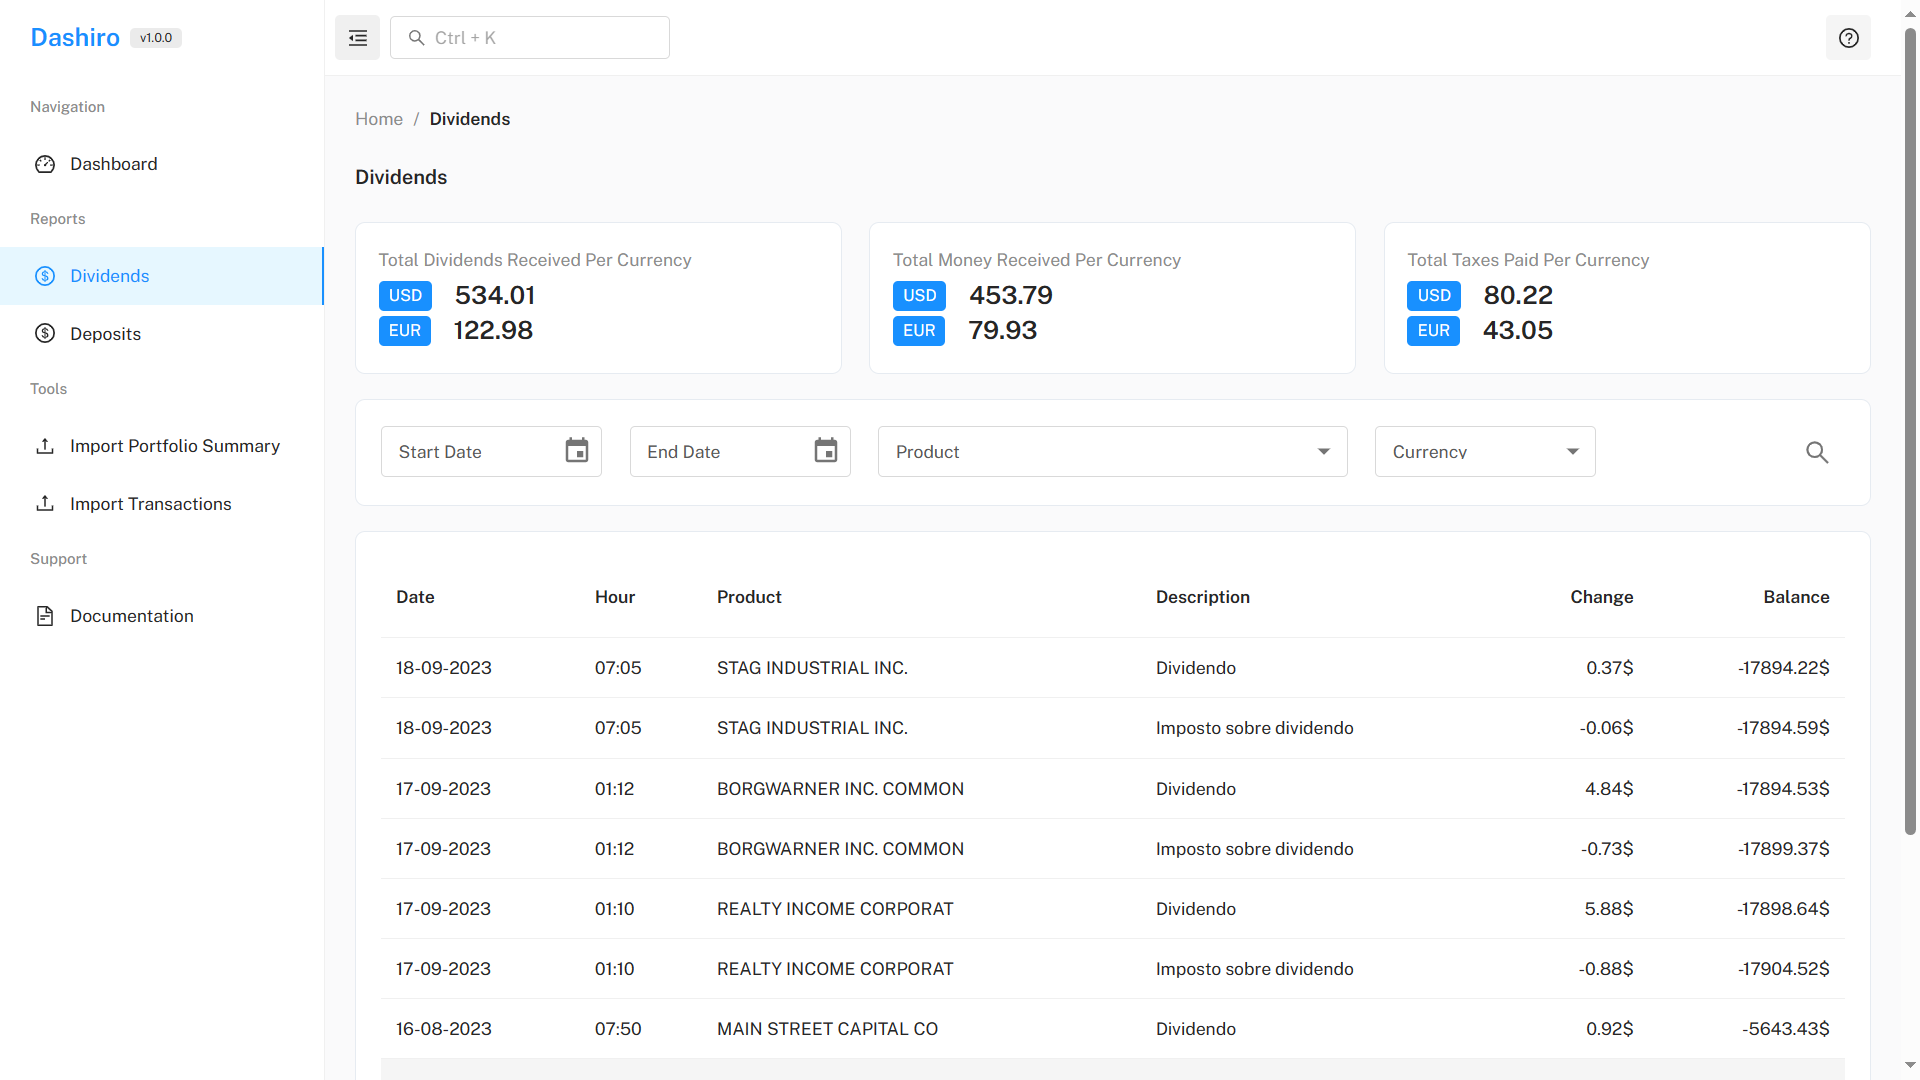 Dashiro v1.0.0
Ctrl + K
Navigation
Dashboard
Reports
Dividends
Deposits
Tools
Import Portfolio Summary
Import Transactions
Support
Documentation
Home / Dividends
Dividends
Total Dividends Received Per Currency
USD 534.01
EUR 122.98
Total Money Received Per Currency
USD 453.79
EUR 79.93
Total Taxes Paid Per Currency
USD 80.22
EUR 43.05
Start Date End Date Product Currency
Date Hour Product Description Change Balance
18-09-2023 07:05 STAG INDUSTRIAL INC. Dividendo 0.37$ -17894.22$
18-09-2023 07:05 STAG INDUSTRIAL INC. Imposto sobre dividendo -0.06$ -17894.59$
17-09-2023 01:12 BORGWARNER INC. COMMON Dividendo 4.84$ -17894.53$
17-09-2023 01:12 BORGWARNER INC. COMMON Imposto sobre dividendo -0.73$ -17899.37$
17-09-2023 01:10 REALTY INCOME CORPORAT Dividendo 5.88$ -17898.64$
17-09-2023 01:10 REALTY INCOME CORPORAT Imposto sobre dividendo -0.88$ -17904.52$
16-08-2023 07:50 MAIN STREET CAPITAL CO Dividendo 0.92$ -5643.43$